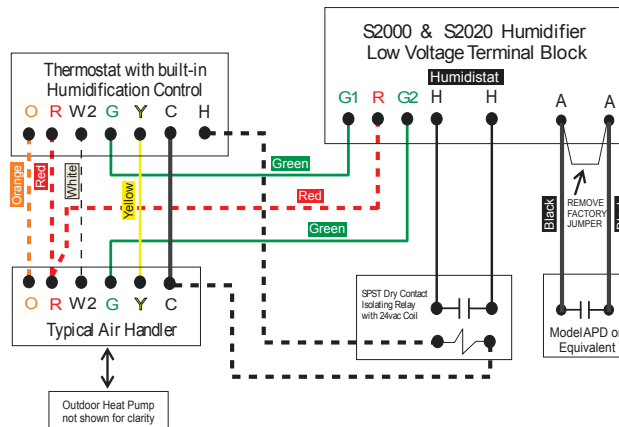 S2000 & S2020 Humidifier
Low Voltage Terminal Block
Humidistat
G1 R G2 H H A A
Thermostat with built-in
Humidification Control
O R W2 G Y C H
Green
Orange
Red
White
Yellow
Red
Green
Black
REMOVE
FACTORY
JUMPER
O R W2 G Y C
Typical Air Handler
SPST Dry Contact
Isolating Relay
with 24vac Coil
Model APD or
Equivalent
Outdoor Heat Pump
not shown for clarity